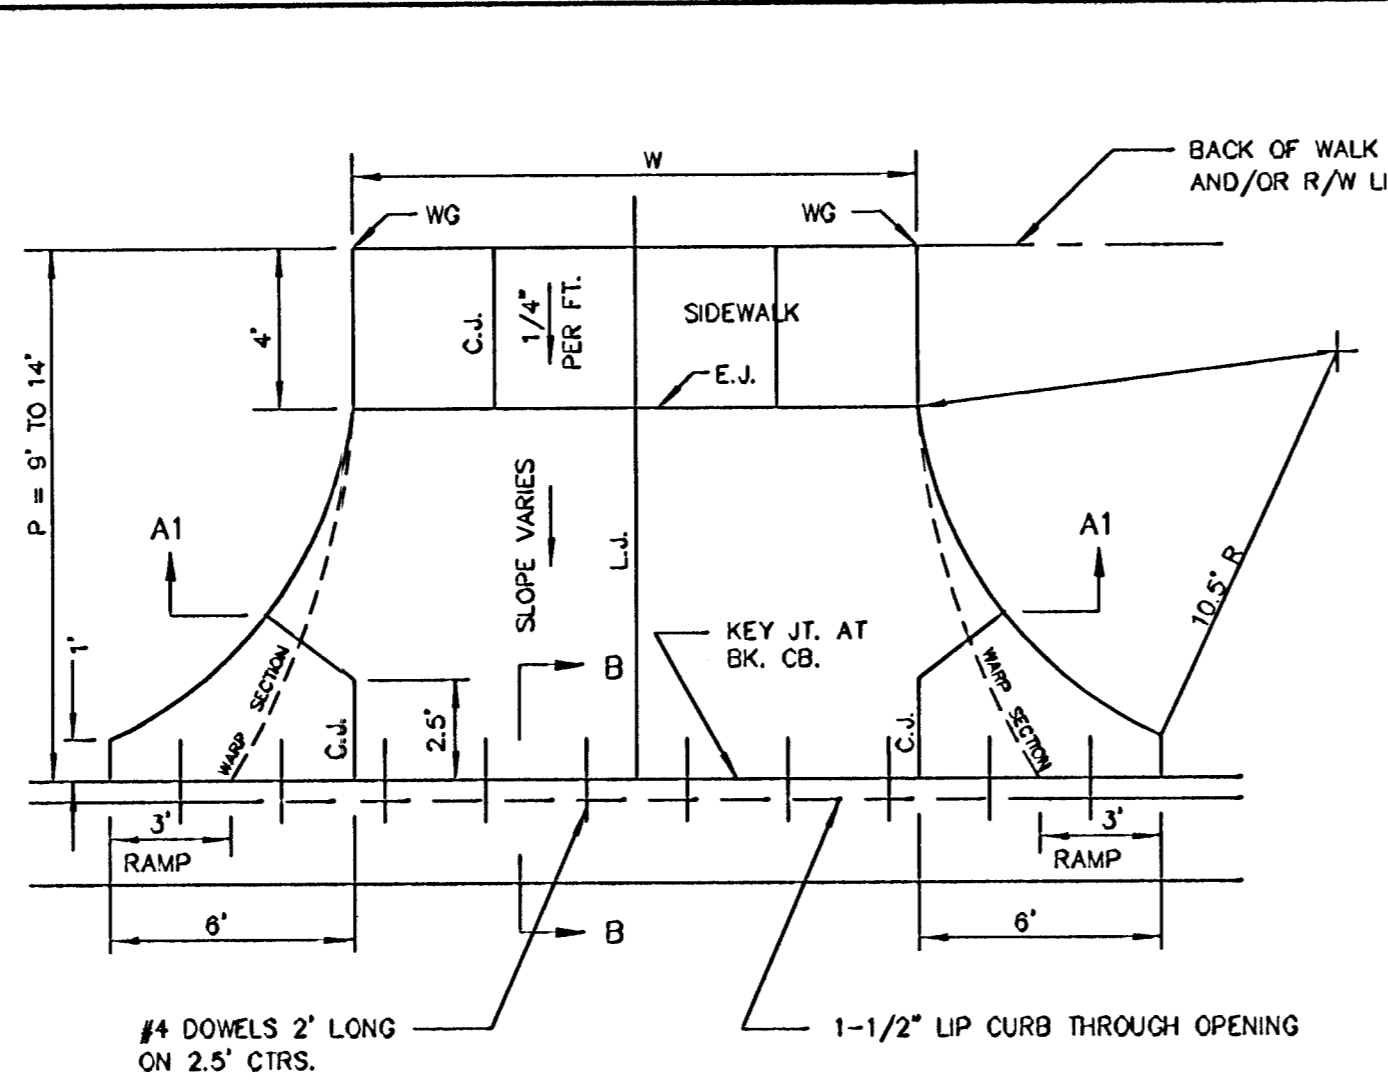 W
BACK OF WALK
AND/OR R/W LI
WG
WG
4'
C.J.
1/4"
PER FT.
SIDEWALK
E.J.
P = 9' TO 14'
A1
SLOPE VARIES
L.J.
A1
10.5' R
1'
WARP SECTION
C.J.
2.5'
B
KEY JT. AT
BK. CB.
C.J.
WARP SECTION
3'
RAMP
3'
RAMP
6'
B
6'
#4 DOWELS 2' LONG
ON 2.5' CTRS.
1-1/2" LIP CURB THROUGH OPENING